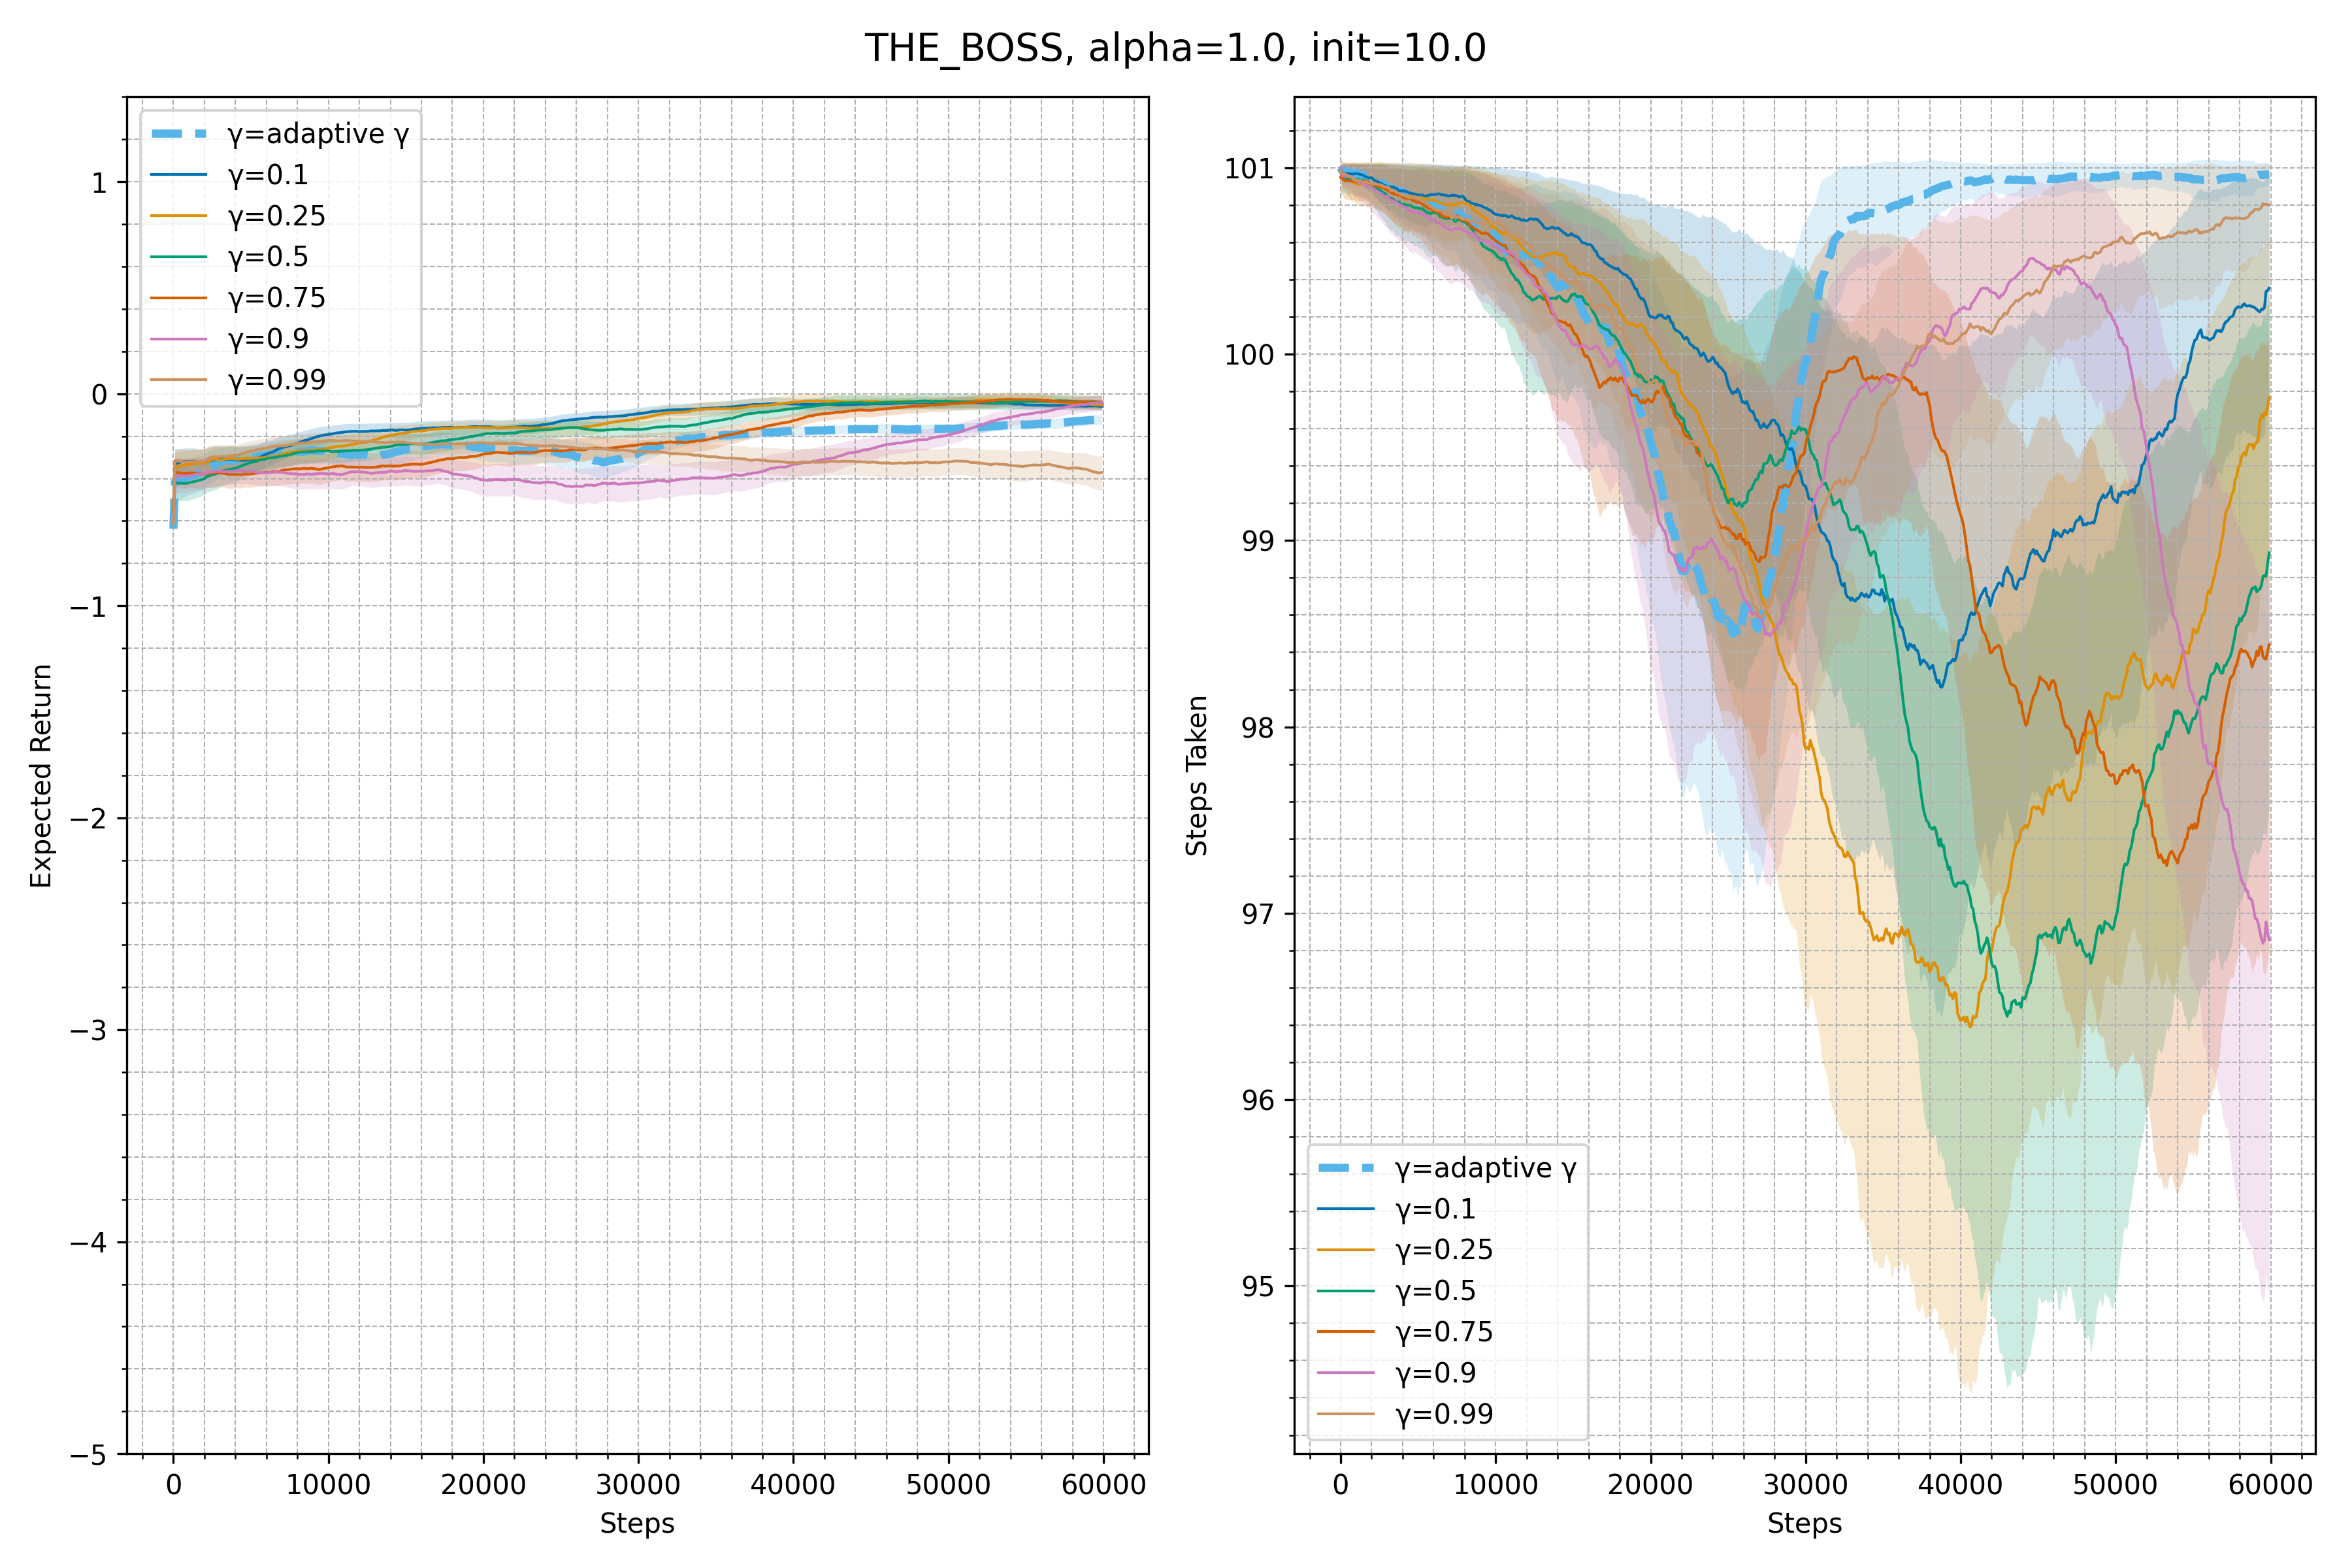 THE_BOSS, alpha=1.0, init=10.0
γ=adaptive γ
γ=0.1
γ=0.25
γ=0.5
γ=0.75
γ=0.9
γ=0.99
1
0
−1
−2
−3
−4
−5
Expected Return
0 10000 20000 30000 40000 50000 60000
Steps
101
100
99
98
97
96
95
Steps Taken
γ=adaptive γ
γ=0.1
γ=0.25
γ=0.5
γ=0.75
γ=0.9
γ=0.99
0 10000 20000 30000 40000 50000 60000
Steps